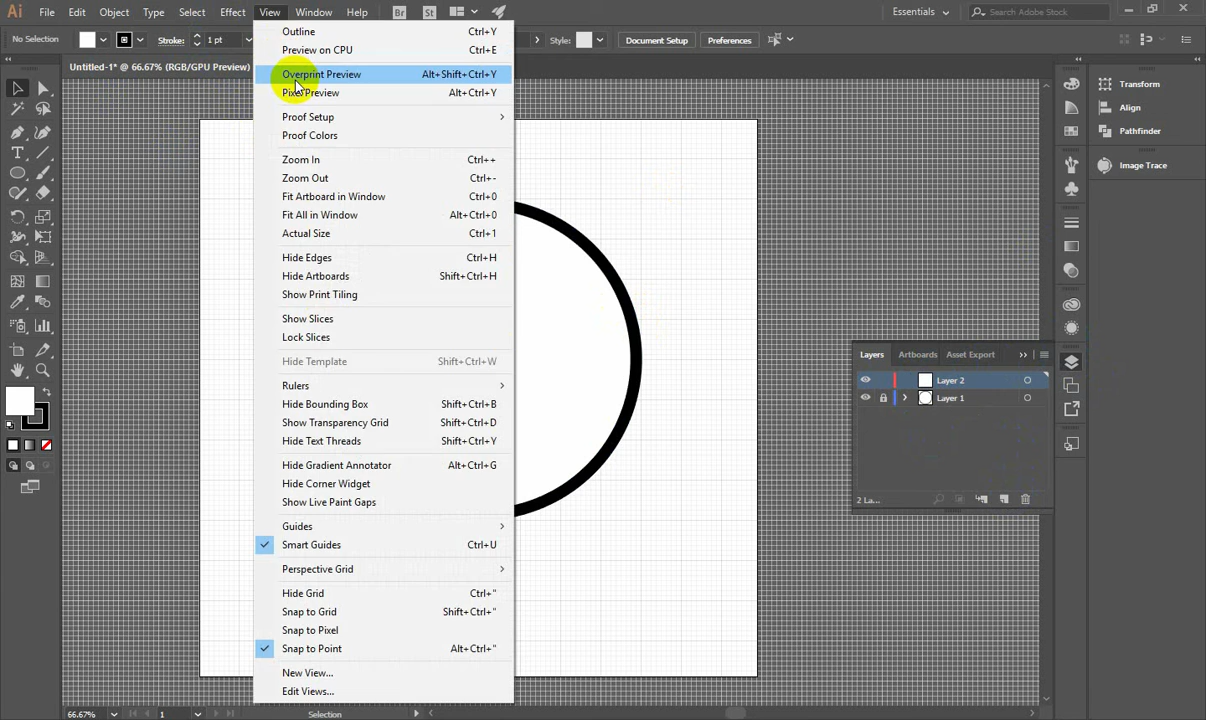 Ai File Edit Object Type Select Effect View Window Help Br St Essentials Search Adobe Stock
No Selection Stroke: 1 pt Style: Document Setup Preferences
Untitled-1* @ 66.67% (RGB/GPU Preview)
Outline Ctrl+Y
Preview on CPU Ctrl+E
Overprint Preview Alt+Shift+Ctrl+Y
Pixel Preview Alt+Ctrl+Y
Proof Setup
Proof Colors
Zoom In Ctrl++
Zoom Out Ctrl+-
Fit Artboard in Window Ctrl+0
Fit All in Window Alt+Ctrl+0
Actual Size Ctrl+1
Hide Edges Ctrl+H
Hide Artboards Shift+Ctrl+H
Show Print Tiling
Show Slices
Lock Slices
Hide Template Shift+Ctrl+W
Rulers
Hide Bounding Box Shift+Ctrl+B
Show Transparency Grid Shift+Ctrl+D
Hide Text Threads Shift+Ctrl+Y
Hide Gradient Annotator Alt+Ctrl+G
Hide Corner Widget
Show Live Paint Gaps
Guides
Smart Guides Ctrl+U
Perspective Grid
Hide Grid Ctrl+"
Snap to Grid Shift+Ctrl+"
Snap to Pixel
Snap to Point Alt+Ctrl+"
New View...
Edit Views...
Transform
Align
Pathfinder
Image Trace
Layers Artboards Asset Export
Layer 2
Layer 1
2 La...
66.67% 1 Selection